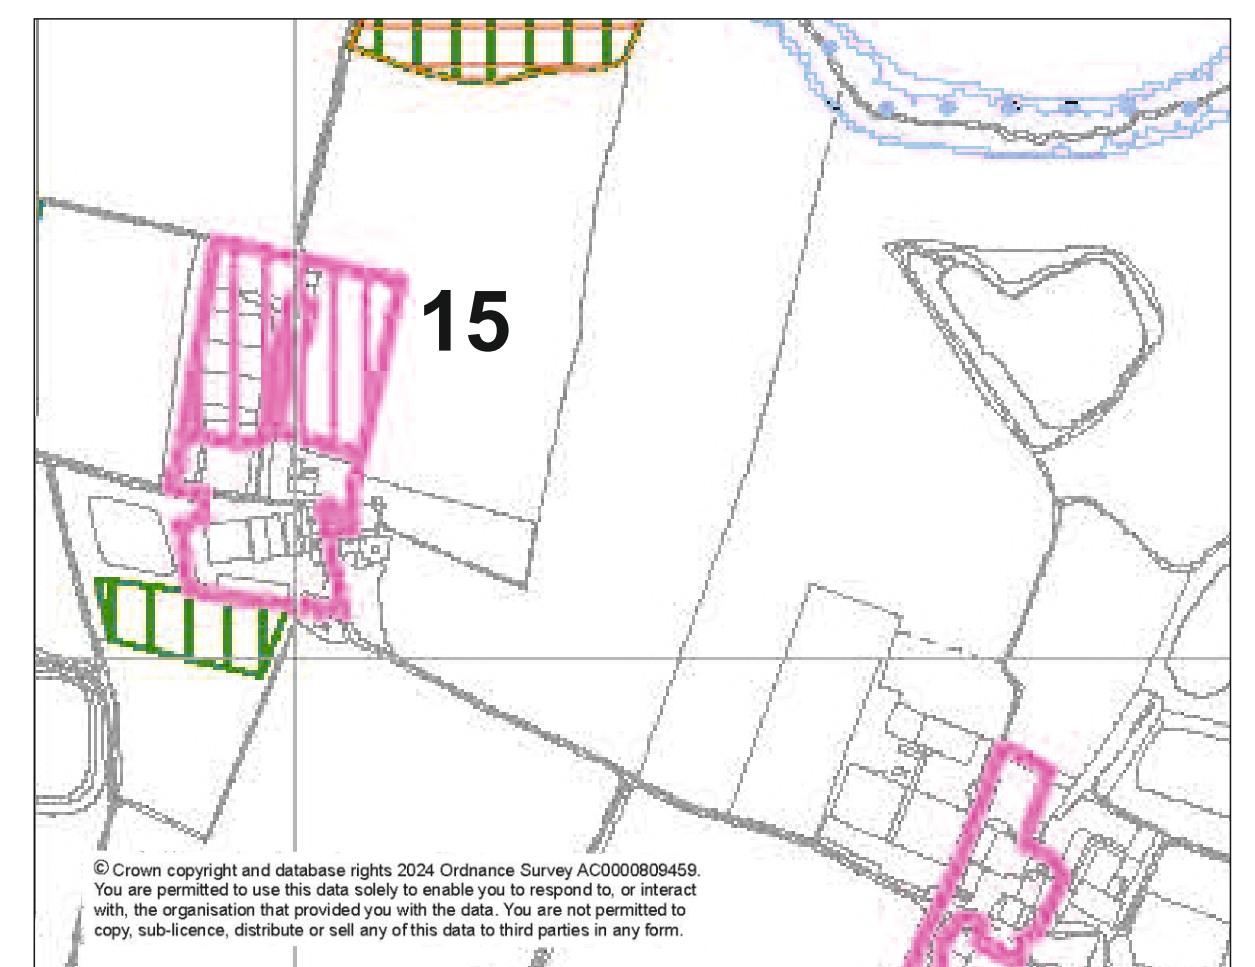 15
© Crown copyright and database rights 2024 Ordnance Survey AC0000809459.
You are permitted to use this data solely to enable you to respond to, or interact
with, the organisation that provided you with the data. You are not permitted to
copy, sub-licence, distribute or sell any of this data to third parties in any form.